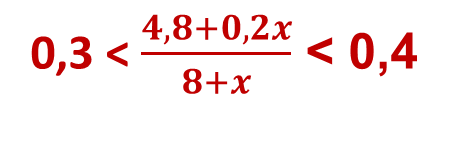 0,3 < (4,8+0,2x)/(8+x) < 0,4